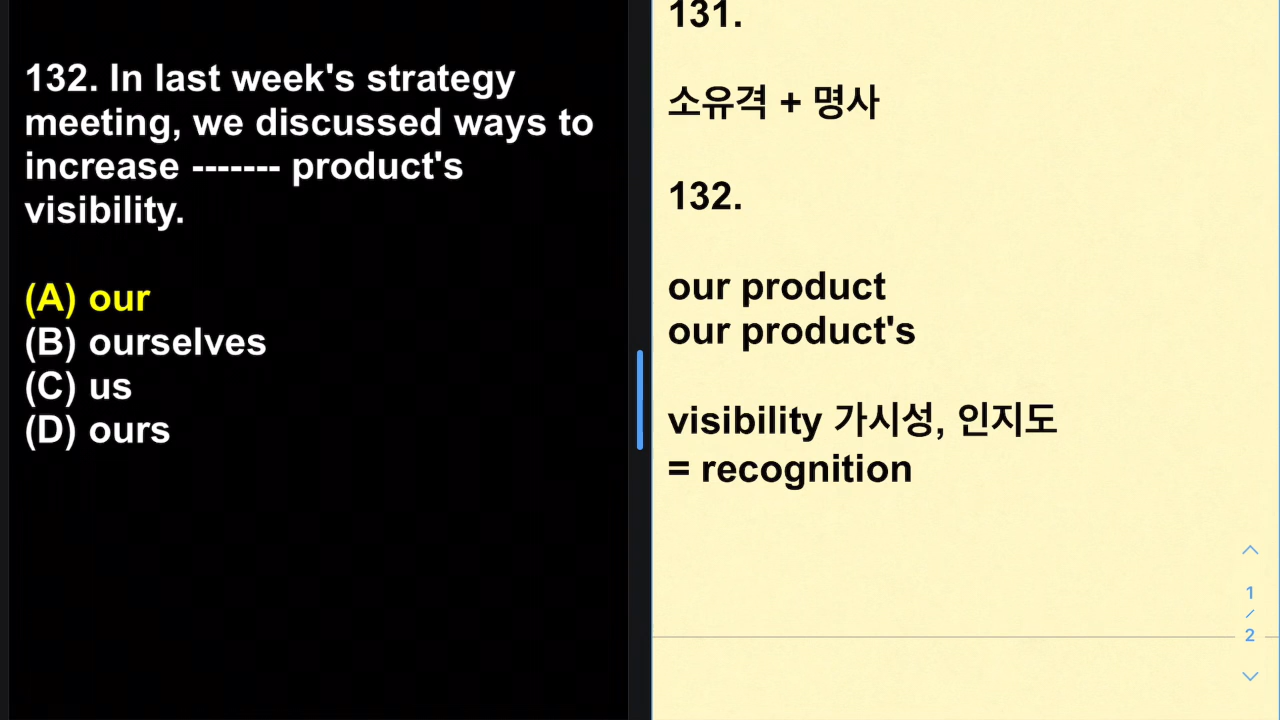 132. In last week's strategy
meeting, we discussed ways to
increase ------- product's
visibility.
(A) our
(B) ourselves
(C) us
(D) ours
131.
소유격 + 명사
132.
our product
our product's
visibility 가시성, 인지도
= recognition
1
/
2